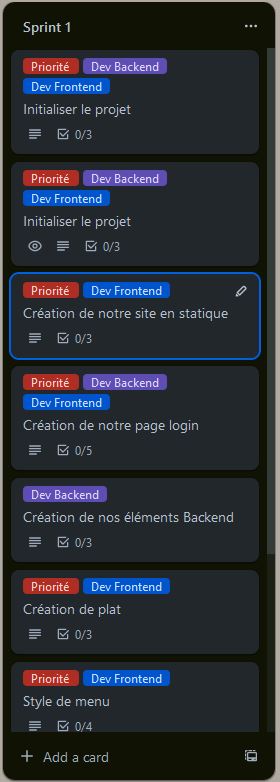 Sprint 1
Priorité Dev Backend
Dev Frontend
Initialiser le projet
0/3
Priorité Dev Backend
Dev Frontend
Initialiser le projet
0/3
Priorité Dev Frontend
Création de notre site en statique
0/3
Priorité Dev Backend
Dev Frontend
Création de notre page login
0/5
Dev Backend
Création de nos éléments Backend
0/3
Priorité Dev Frontend
Création de plat
0/3
Priorité Dev Frontend
Style de menu
0/4
Add a card